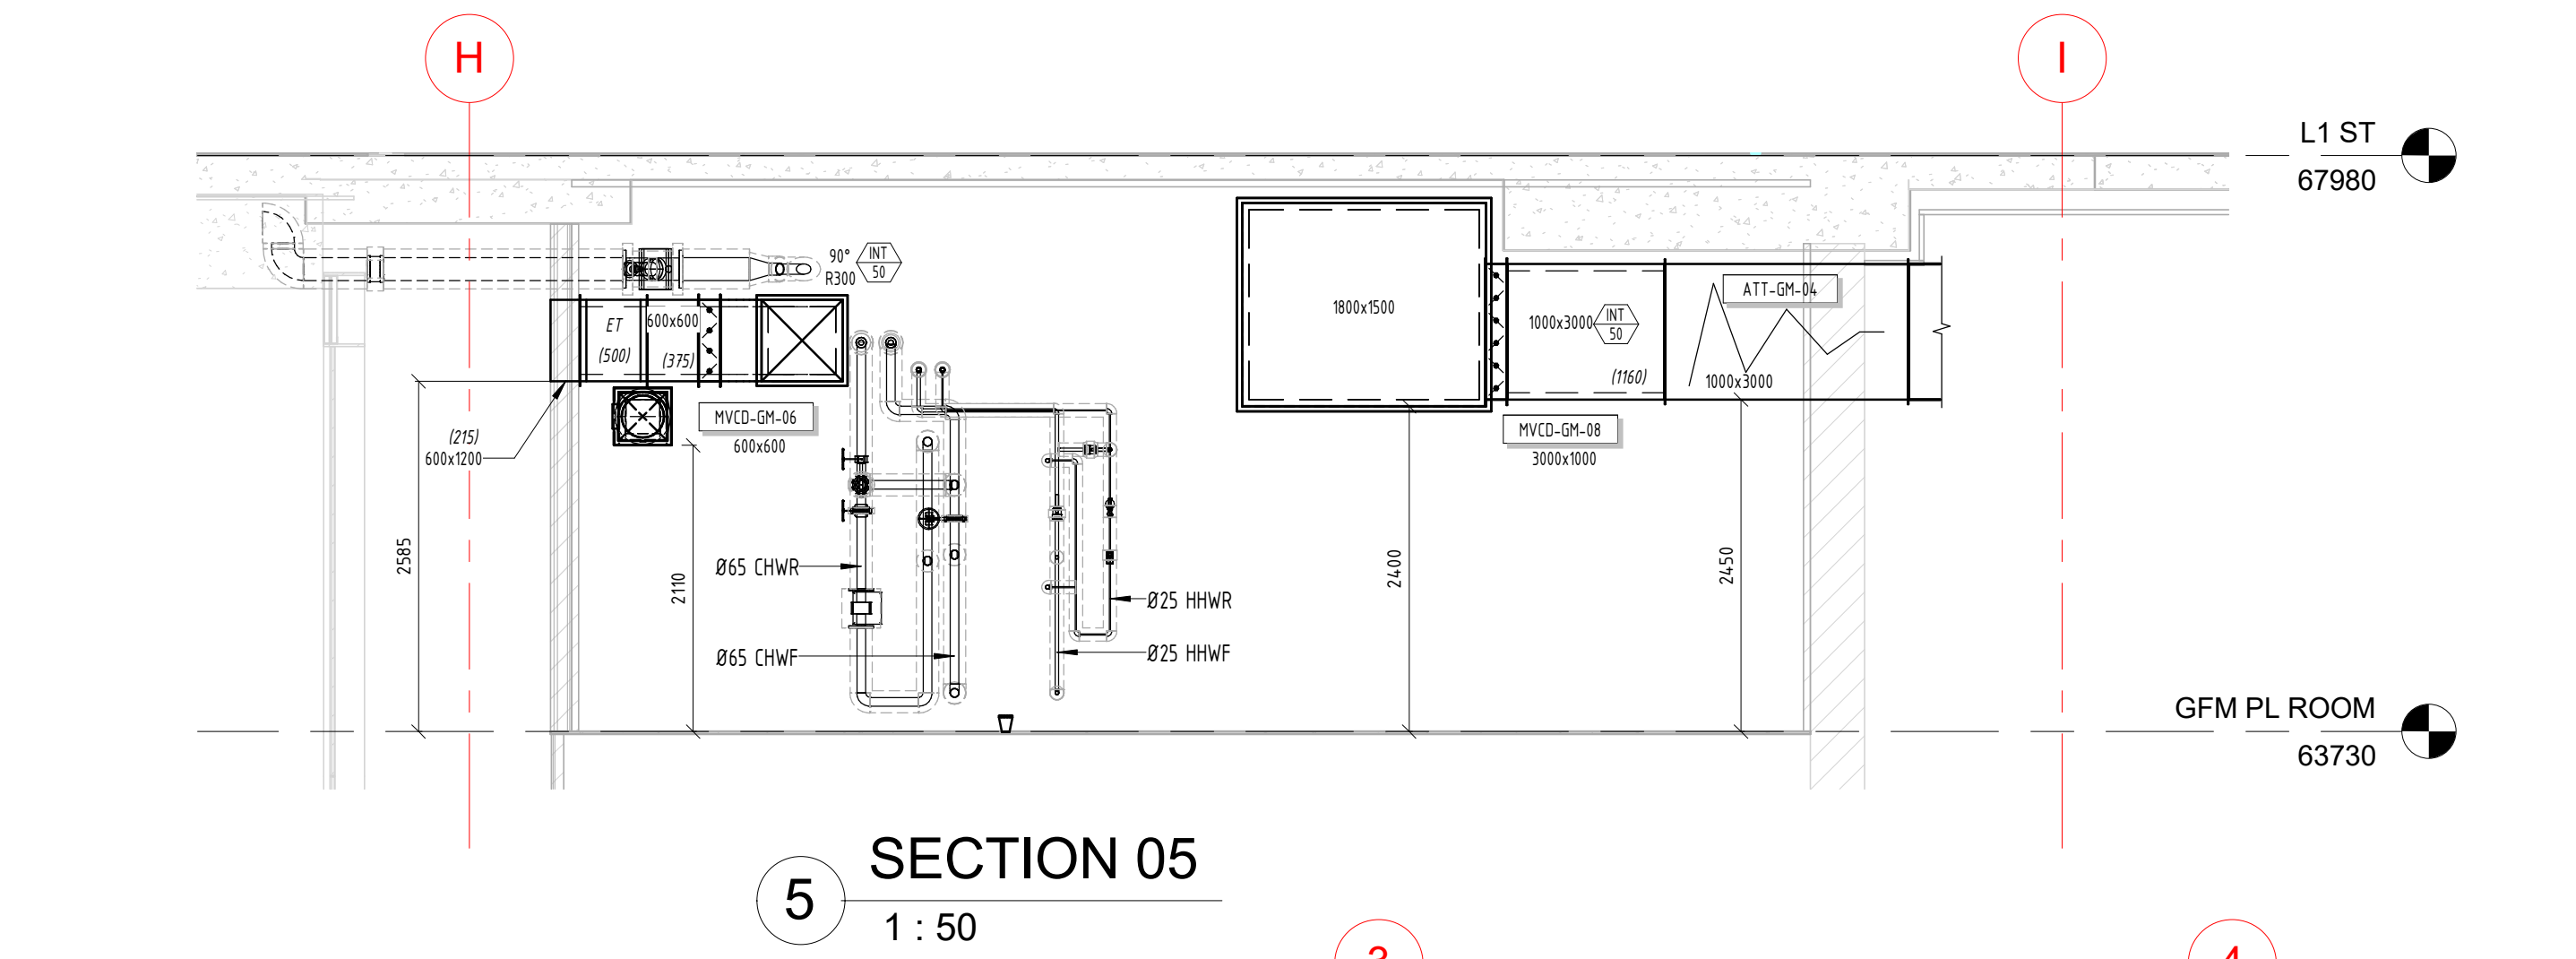 H
I
L1 ST
67980
90°
R300
INT
50
ET
(500)
600x600
(375)
1800x1500
1000x3000
INT
50
(1160)
ATT-GM-04
1000x3000
MVCD-GM-06
600x600
(215)
600x1200
MVCD-GM-08
3000x1000
2585
2110
Ø65 CHWR
Ø65 CHWF
Ø25 HHWR
Ø25 HHWF
2400
2450
GFM PL ROOM
63730
5
SECTION 05
1 : 50